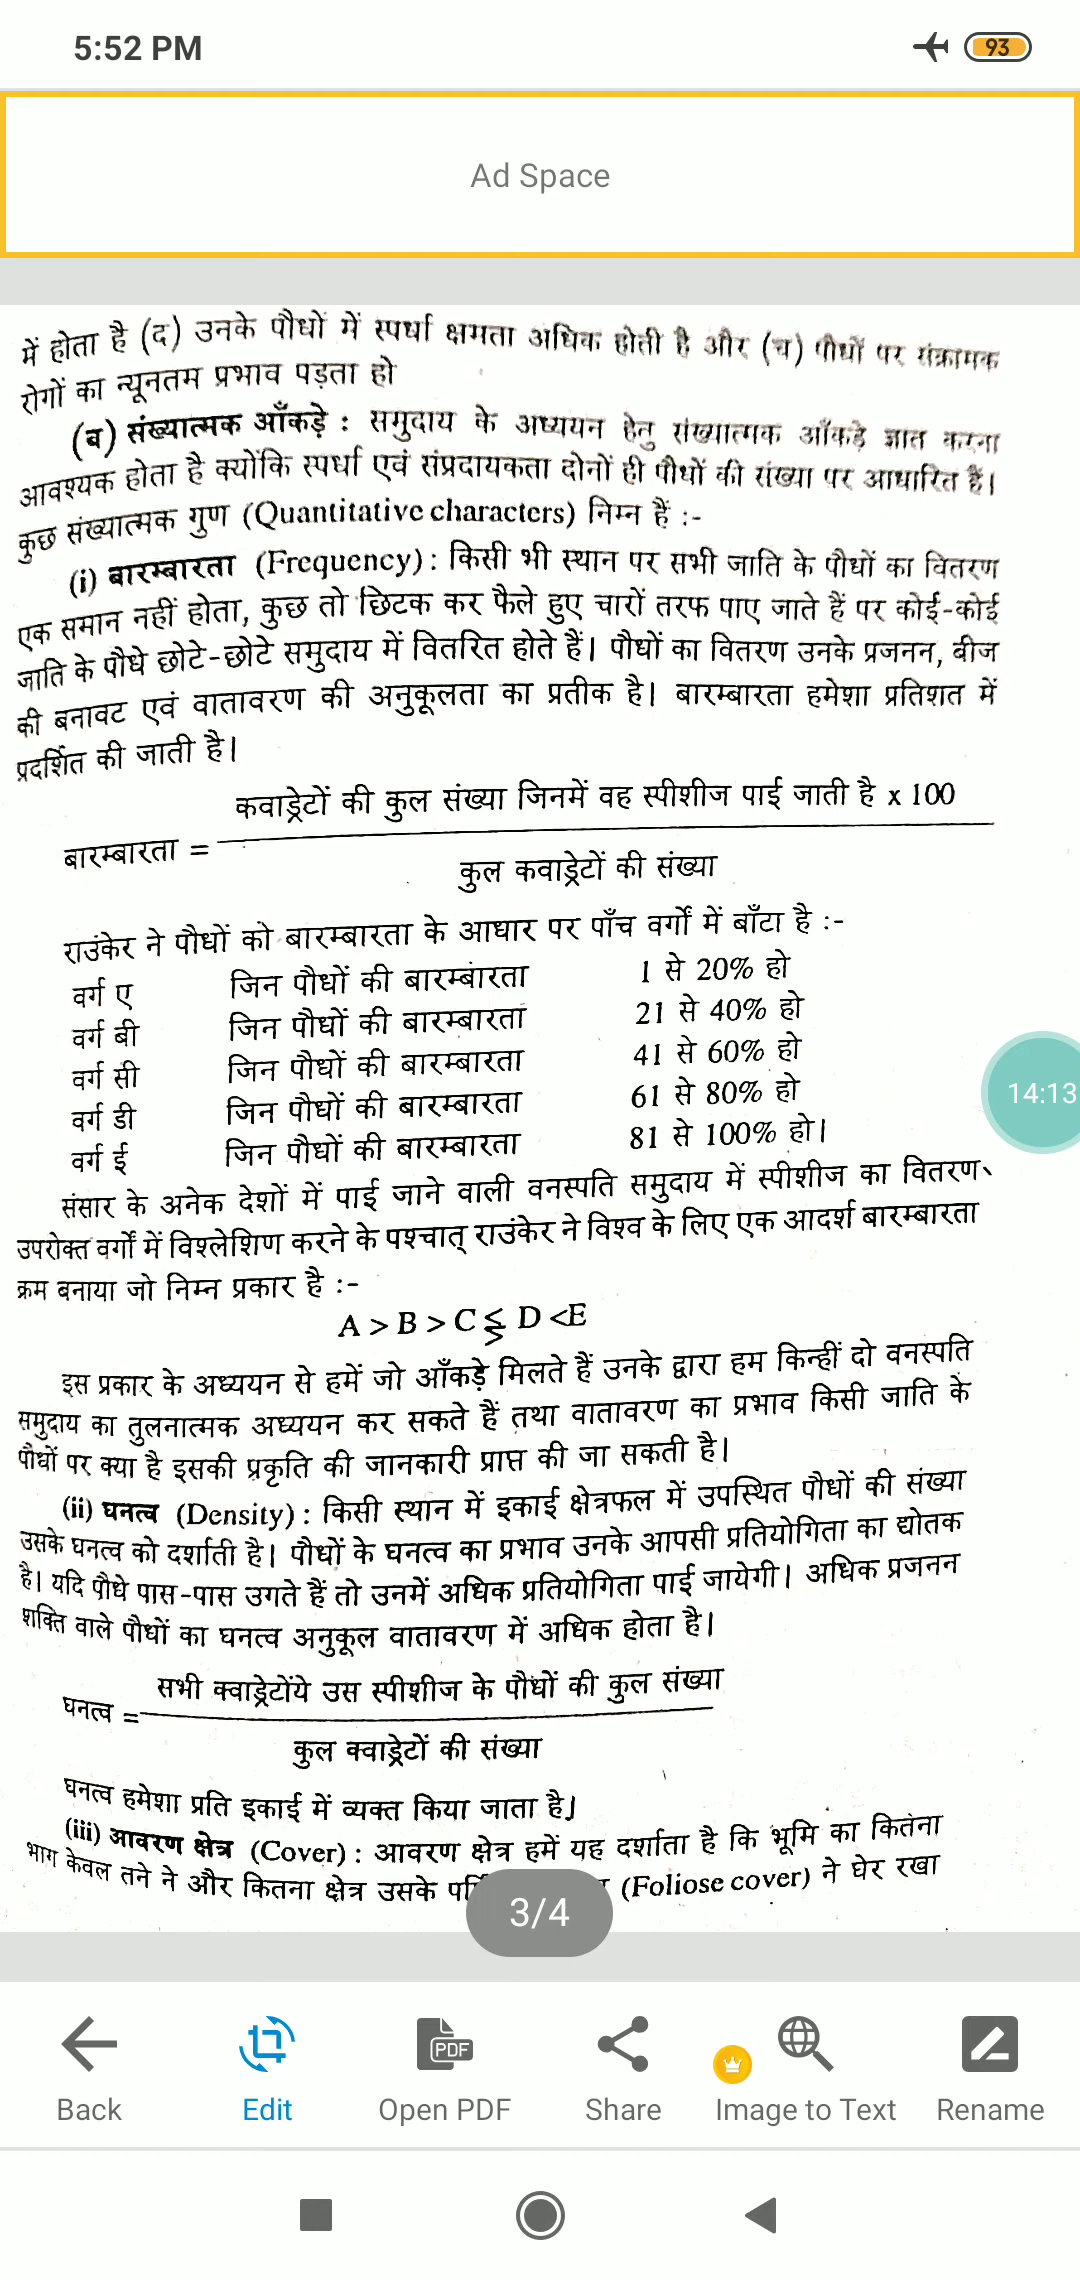 5:52 PM
93
Ad Space
में होता है (द) उनके पौधों में स्पर्धा क्षमता अधिक होती है और (च) पौधों पर संक्रामक
रोगों का न्यूनतम प्रभाव पड़ता हो
(ब) संख्यात्मक आँकड़े : समुदाय के अध्ययन हेतु संख्यात्मक आँकड़े ज्ञात करना
आवश्यक होता है क्योंकि स्पर्धा एवं संप्रदायकता दोनों ही पौधों की संख्या पर आधारित हैं।
कुछ संख्यात्मक गुण (Quantitative characters) निम्न हैं :-
(i) बारम्बारता (Frequency) : किसी भी स्थान पर सभी जाति के पौधों का वितरण
एक समान नहीं होता, कुछ तो छिटक कर फैले हुए चारों तरफ पाए जाते हैं पर कोई-कोई
जाति के पौधे छोटे-छोटे समुदाय में वितरित होते हैं। पौधों का वितरण उनके प्रजनन, बीज
की बनावट एवं वातावरण की अनुकूलता का प्रतीक है। बारम्बारता हमेशा प्रतिशत में
प्रदर्शित की जाती है।
कवाड्रेटों की कुल संख्या जिनमें वह स्पीशीज पाई जाती है x 100
बारम्बारता =
कुल कवाड्रेटों की संख्या
राउंकेर ने पौधों को बारम्बारता के आधार पर पाँच वर्गों में बाँटा है :-
वर्ग ए जिन पौधों की बारम्बारता 1 से 20% हो
वर्ग बी जिन पौधों की बारम्बारता 21 से 40% हो
वर्ग सी जिन पौधों की बारम्बारता 41 से 60% हो
14:13
वर्ग डी जिन पौधों की बारम्बारता 61 से 80% हो
वर्ग ई जिन पौधों की बारम्बारता 81 से 100% हो।
संसार के अनेक देशों में पाई जाने वाली वनस्पति समुदाय में स्पीशीज का वितरण
उपरोक्त वर्गों में विश्लेशिण करने के पश्चात् राउंकेर ने विश्व के लिए एक आदर्श बारम्बारता
क्रम बनाया जो निम्न प्रकार है :-
A > B > C ⪋ D < E
इस प्रकार के अध्ययन से हमें जो आँकड़े मिलते हैं उनके द्वारा हम किन्हीं दो वनस्पति
समुदाय का तुलनात्मक अध्ययन कर सकते हैं तथा वातावरण का प्रभाव किसी जाति के
पौधों पर क्या है इसकी प्रकृति की जानकारी प्राप्त की जा सकती है।
(ii) घनत्व (Density) : किसी स्थान में इकाई क्षेत्रफल में उपस्थित पौधों की संख्या
उसके घनत्व को दर्शाती है। पौधों के घनत्व का प्रभाव उनके आपसी प्रतियोगिता का द्योतक
है। यदि पौधे पास-पास उगते हैं तो उनमें अधिक प्रतियोगिता पाई जायेगी। अधिक प्रजनन
शक्ति वाले पौधों का घनत्व अनुकूल वातावरण में अधिक होता है।
सभी क्वाड्रेटोंये उस स्पीशीज के पौधों की कुल संख्या
घनत्व =
कुल क्वाड्रेटों की संख्या
घनत्व हमेशा प्रति इकाई में व्यक्त किया जाता है।
(iii) आवरण क्षेत्र (Cover) : आवरण क्षेत्र हमें यह दर्शाता है कि भूमि का कितना
भाग केवल तने ने और कितना क्षेत्र उसके (Foliose cover) ने घेर रखा
3/4
Back
Edit
PDF
Open PDF
Share
Image to Text
Rename